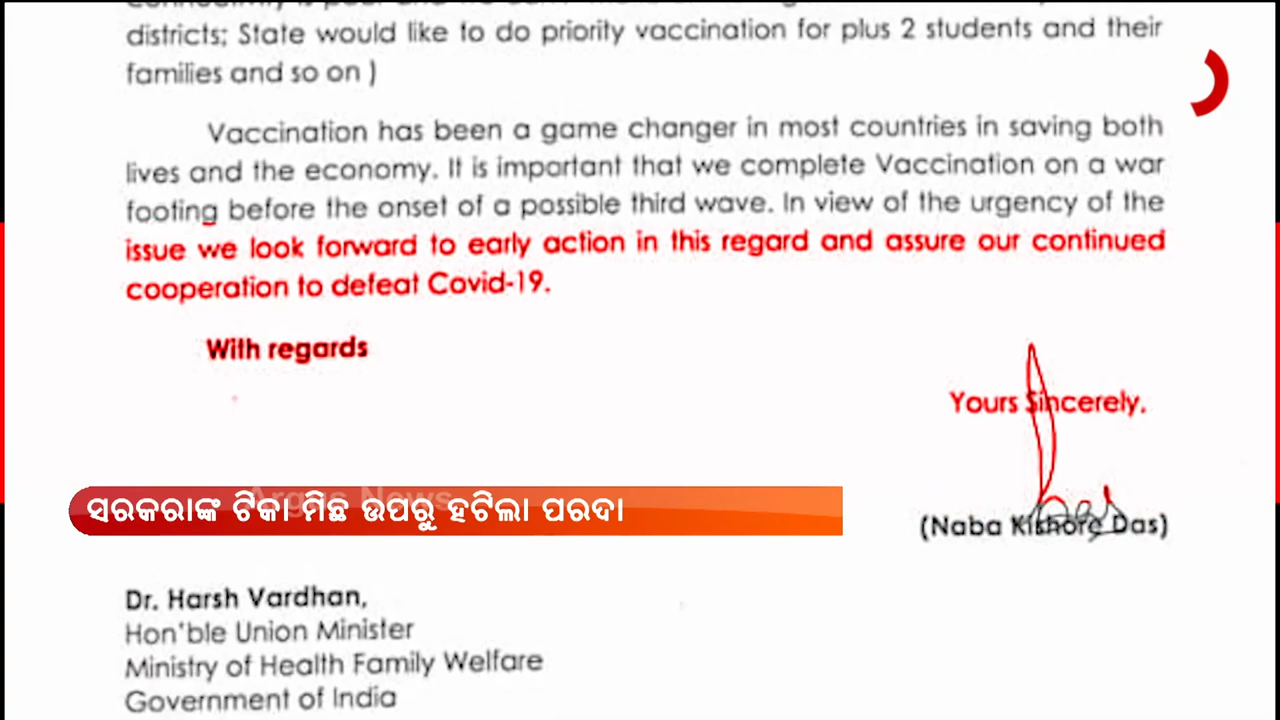 districts; State would like to do priority vaccination for plus 2 students and their
families and so on )
Vaccination has been a game changer in most countries in saving both
lives and the economy. It is important that we complete Vaccination on a war
footing before the onset of a possible third wave. In view of the urgency of the
issue we look forward to early action in this regard and assure our continued
cooperation to defeat Covid-19.
With regards
Yours Sincerely,
Argus News
ସରକାରାଙ୍କ ଟିକା ମିଛ ଉପରୁ ହଟିଲା ପରଦା
(Naba Kishore Das)
Dr. Harsh Vardhan,
Hon'ble Union Minister
Ministry of Health Family Welfare
Government of India